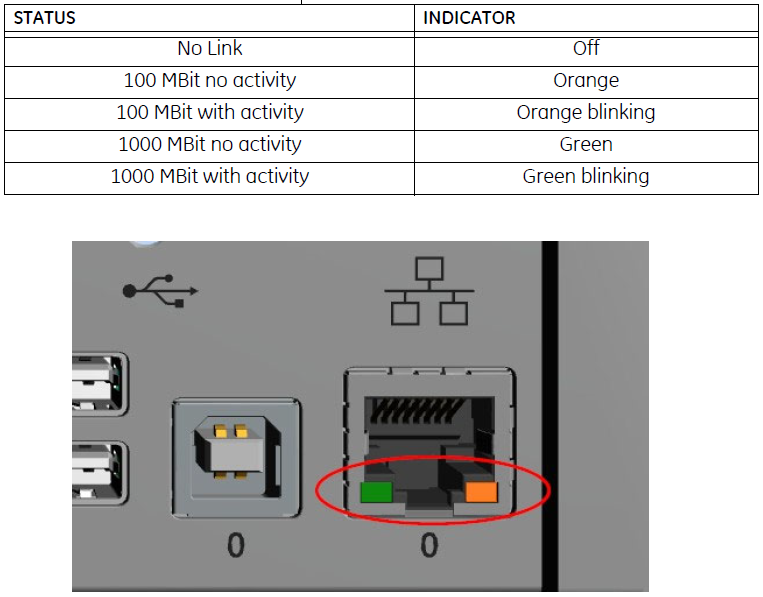 STATUS INDICATOR
No Link Off
100 MBit no activity Orange
100 MBit with activity Orange blinking
1000 MBit no activity Green
1000 MBit with activity Green blinking
0 0